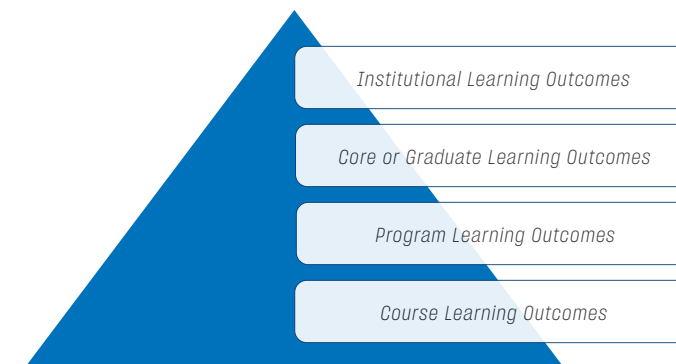 Institutional Learning Outcomes
Core or Graduate Learning Outcomes
Program Learning Outcomes
Course Learning Outcomes